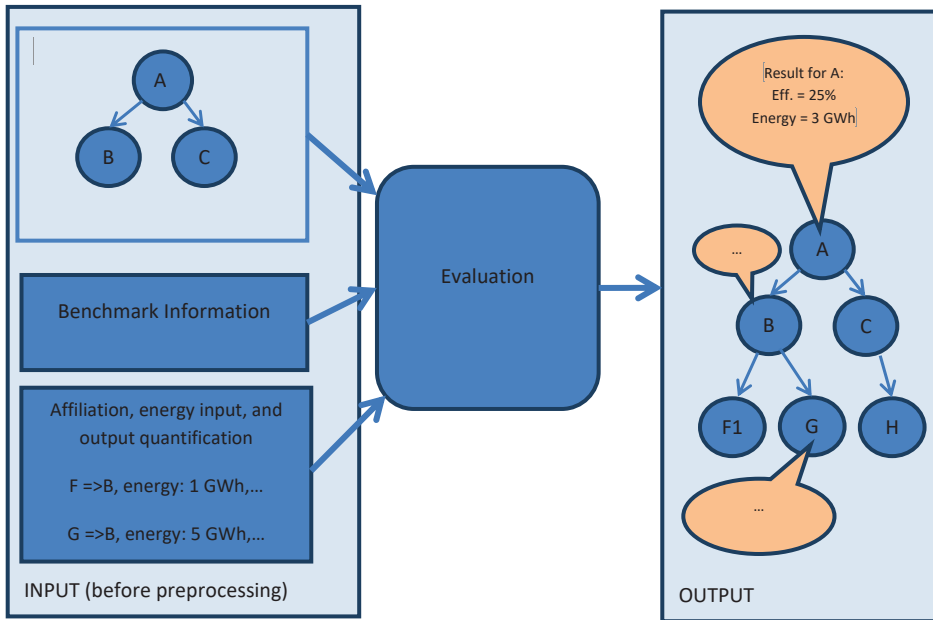 A
B
C
Benchmark Information
Affiliation, energy input, and
output quantification
F =>B, energy: 1 GWh,...
G =>B, energy: 5 GWh,...
INPUT (before preprocessing)
Evaluation
Result for A:
Eff. = 25%
Energy = 3 GWh
...
A
B
C
F1
G
H
...
OUTPUT